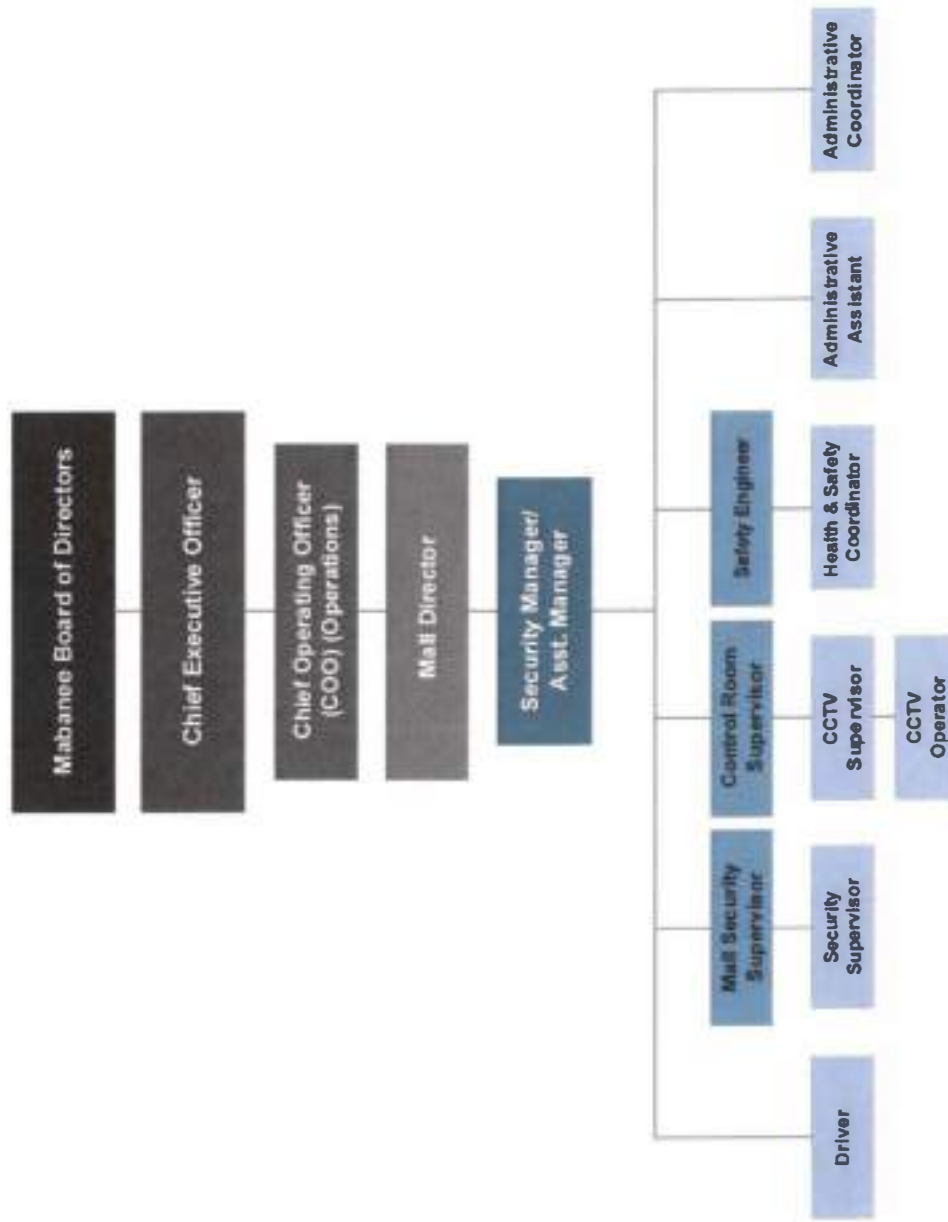 Mabanee Board of Directors
Chief Executive Officer
Chief Operating Officer
(COO) (Operations)
Mall Director
Security Manager/
Asst. Manager
Mall Security
Supervisor
Control Room
Supervisor
Safety Engineer
Driver
Security
Supervisor
CCTV
Supervisor
Health & Safety
Coordinator
Administrative
Assistant
Administrative
Coordinator
CCTV
Operator